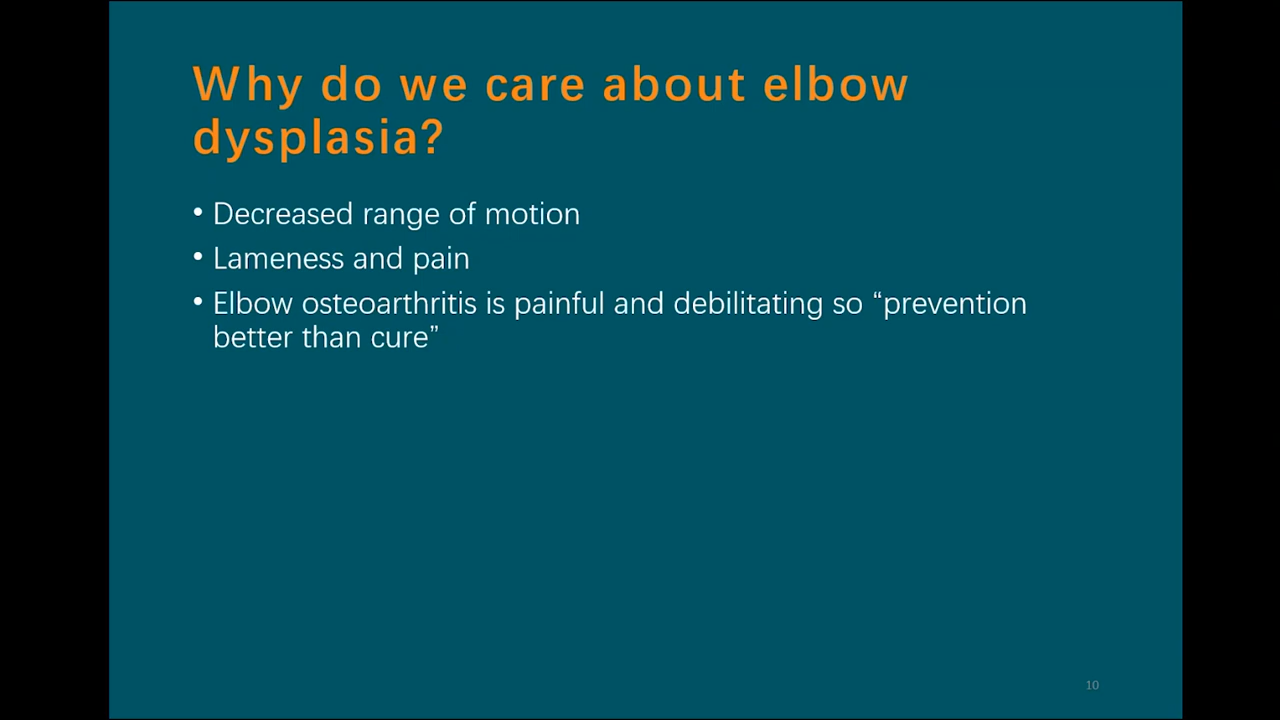 Why do we care about elbow
dysplasia?
• Decreased range of motion
• Lameness and pain
• Elbow osteoarthritis is painful and debilitating so “prevention
better than cure”
10